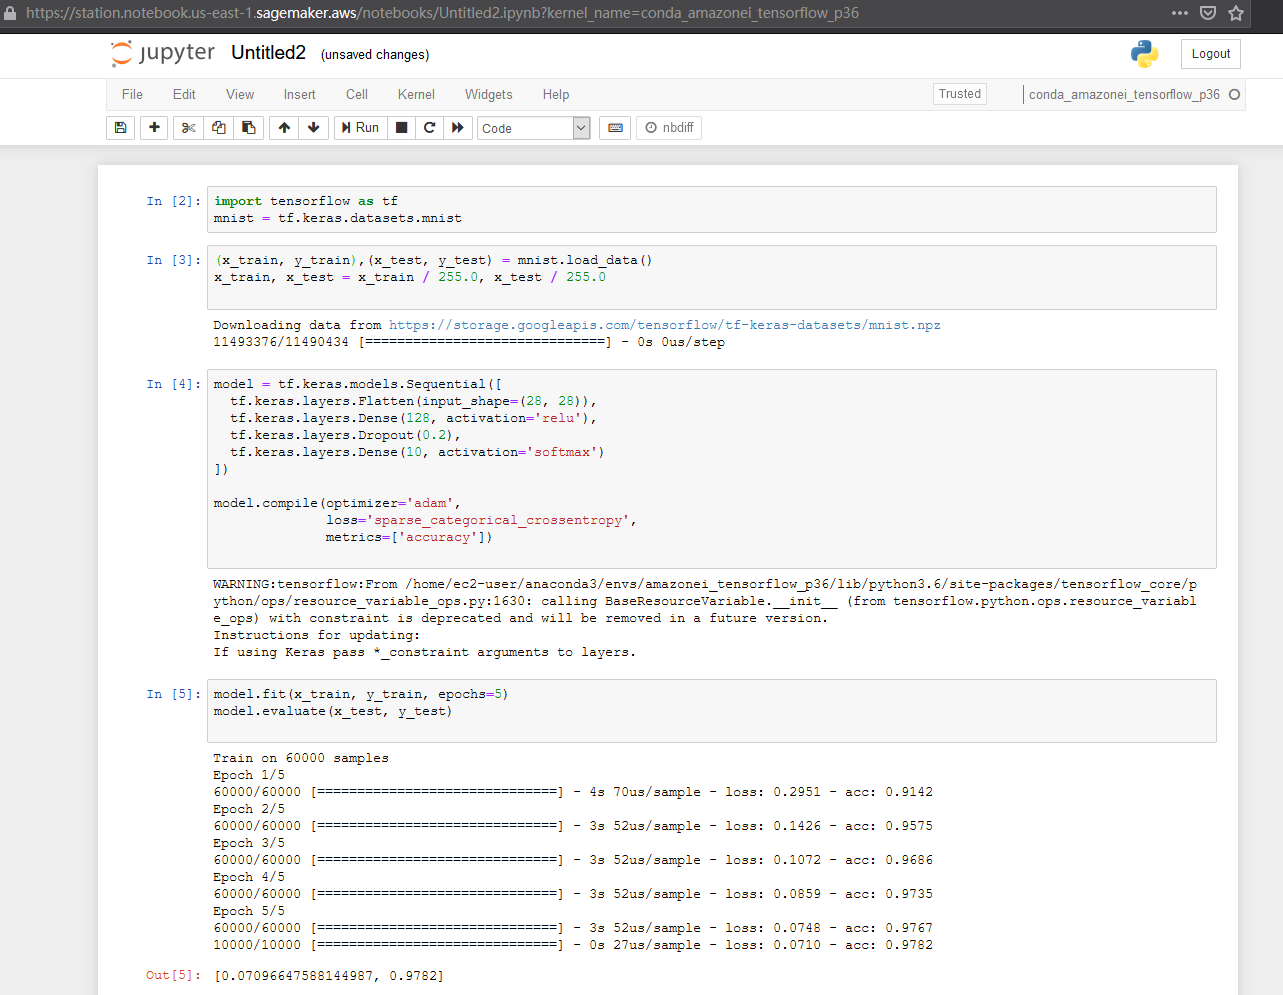 https://station.notebook.us-east-1.sagemaker.aws/notebooks/Untitled2.ipynb?kernel_name=conda_amazonei_tensorflow_p36
jupyter Untitled2 (unsaved changes) Logout
File Edit View Insert Cell Kernel Widgets Help Trusted conda_amazonei_tensorflow_p36
Run Code nbdiff
In [2]: import tensorflow as tf
mnist = tf.keras.datasets.mnist
In [3]: (x_train, y_train),(x_test, y_test) = mnist.load_data()
x_train, x_test = x_train / 255.0, x_test / 255.0
Downloading data from https://storage.googleapis.com/tensorflow/tf-keras-datasets/mnist.npz
11493376/11490434 [==============================] - 0s 0us/step
In [4]: model = tf.keras.models.Sequential([
  tf.keras.layers.Flatten(input_shape=(28, 28)),
  tf.keras.layers.Dense(128, activation='relu'),
  tf.keras.layers.Dropout(0.2),
  tf.keras.layers.Dense(10, activation='softmax')
])
model.compile(optimizer='adam',
              loss='sparse_categorical_crossentropy',
              metrics=['accuracy'])
WARNING:tensorflow:From /home/ec2-user/anaconda3/envs/amazonei_tensorflow_p36/lib/python3.6/site-packages/tensorflow_core/p
ython/ops/resource_variable_ops.py:1630: calling BaseResourceVariable.__init__ (from tensorflow.python.ops.resource_variabl
e_ops) with constraint is deprecated and will be removed in a future version.
Instructions for updating:
If using Keras pass *_constraint arguments to layers.
In [5]: model.fit(x_train, y_train, epochs=5)
model.evaluate(x_test, y_test)
Train on 60000 samples
Epoch 1/5
60000/60000 [==============================] - 4s 70us/sample - loss: 0.2951 - acc: 0.9142
Epoch 2/5
60000/60000 [==============================] - 3s 52us/sample - loss: 0.1426 - acc: 0.9575
Epoch 3/5
60000/60000 [==============================] - 3s 52us/sample - loss: 0.1072 - acc: 0.9686
Epoch 4/5
60000/60000 [==============================] - 3s 52us/sample - loss: 0.0859 - acc: 0.9735
Epoch 5/5
60000/60000 [==============================] - 3s 52us/sample - loss: 0.0748 - acc: 0.9767
10000/10000 [==============================] - 0s 27us/sample - loss: 0.0710 - acc: 0.9782
Out[5]: [0.07096647588144987, 0.9782]